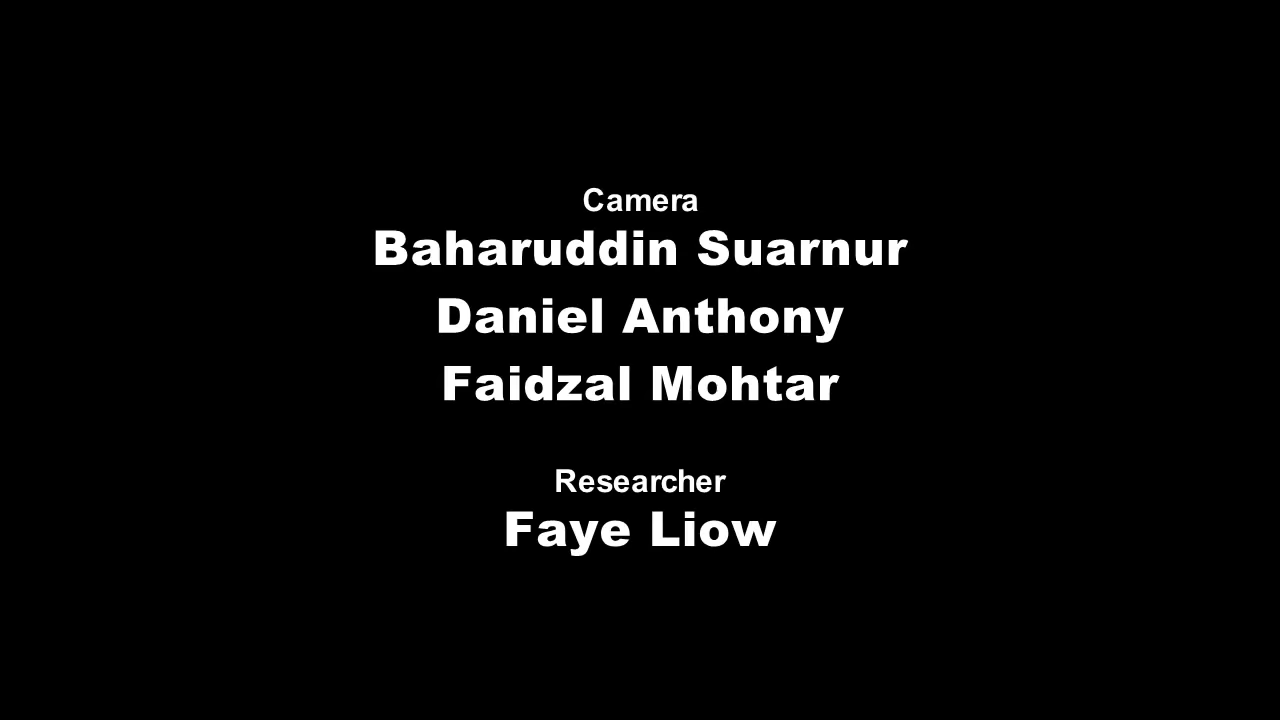 Camera
Baharuddin Suarnur
Daniel Anthony
Faidzal Mohtar
Researcher
Faye Liow